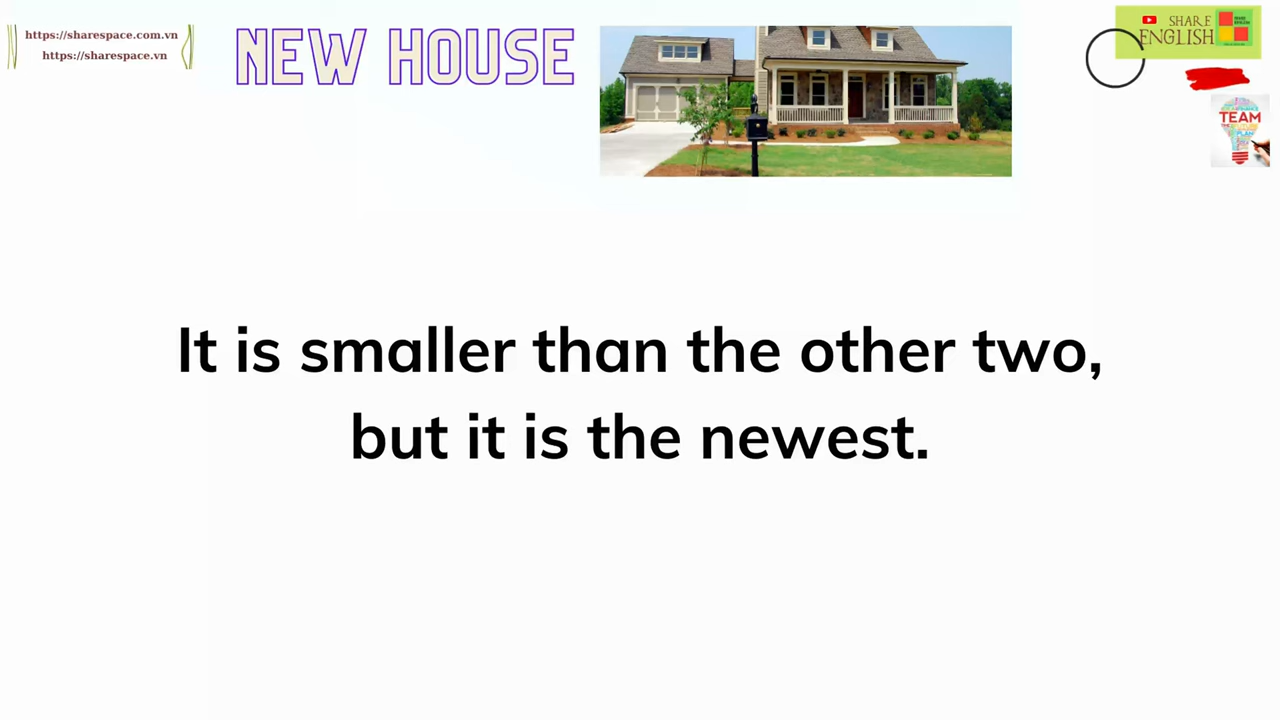 https://sharespace.com.vn
https://sharespace.vn
NEW HOUSE
SHARE
ENGLISH
TEAM
PLAN
It is smaller than the other two,
but it is the newest.